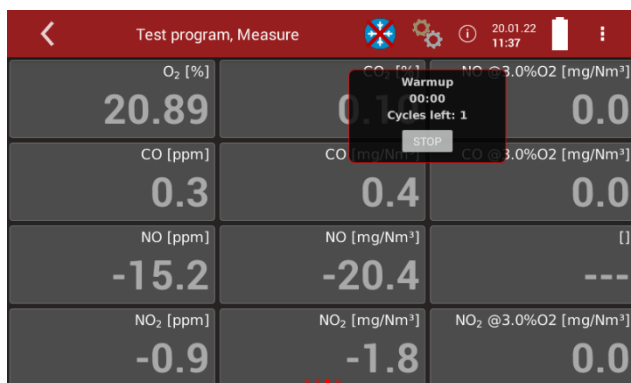 Test program, Measure
20.01.22
11:37
O₂ [%]
20.89
CO₂ [%]
NO @3.0%O2 [mg/Nm³]
0.0
Warmup
00:00
Cycles left: 1
STOP
CO [ppm]
0.3
CO [mg/Nm³]
0.4
CO @3.0%O2 [mg/Nm³]
0.0
NO [ppm]
-15.2
NO [mg/Nm³]
-20.4
[]
---
NO₂ [ppm]
-0.9
NO₂ [mg/Nm³]
-1.8
NO₂ @3.0%O2 [mg/Nm³]
0.0